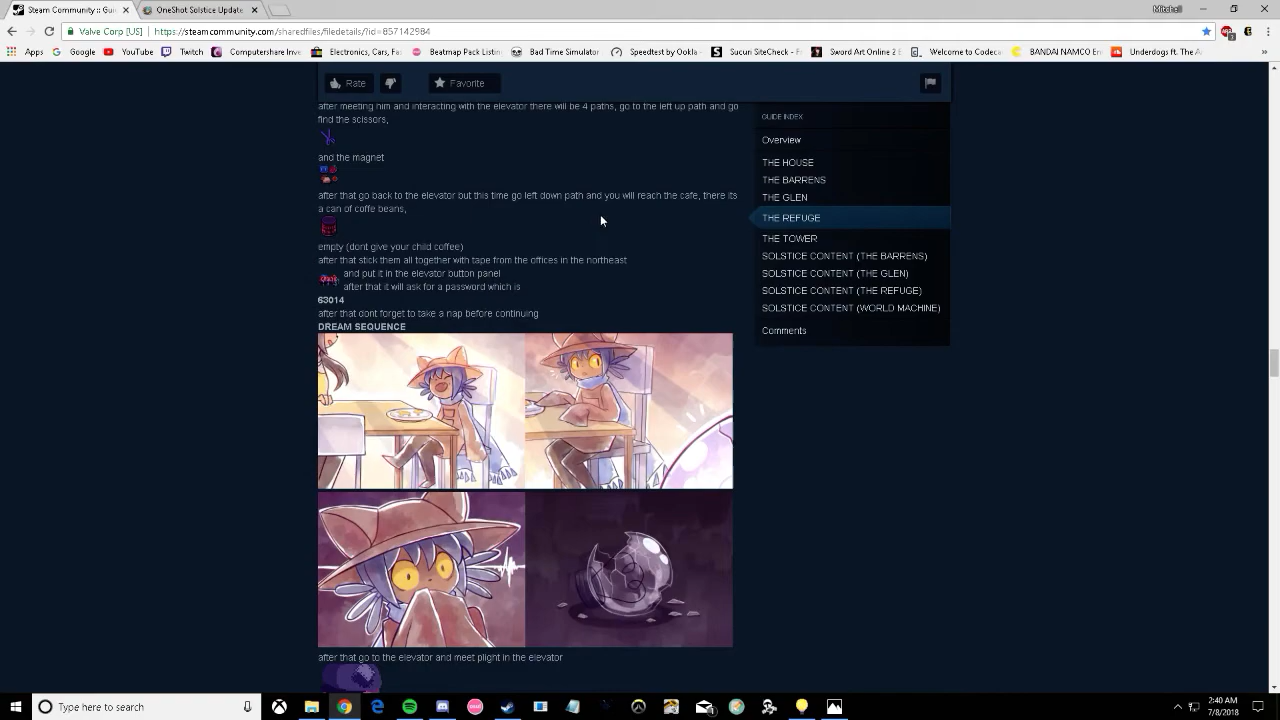 Mitchell
Steam Community :: Gui
OneShot Solstice Update
Valve Corp [US] | https://steamcommunity.com/sharedfiles/filedetails/?id=857142984
Apps Google YouTube Twitch Computershare Inve Electronics, Cars, Fa Beatmap Pack Listing Bad Time Simulator Speedtest by Ookla Sucuri SiteCheck Sword Art Online 2 E Welcome to Codeca BANDAI NAMCO En Underdogs ft. The A
Rate Favorite
after meeting him and interacting with the elevator there will be 4 paths, go to the left up path and go
find the scissors,
and the magnet
after that go back to the elevator but this time go left down path and you will reach the cafe, there its
a can of coffe beans,
empty (dont give your child coffee)
after that stick them all together with tape from the offices in the northeast
and put it in the elevator button panel
after that it will ask for a password which is
63014
after that dont forget to take a nap before continuing
DREAM SEQUENCE
after that go to the elevator and meet plight in the elevator
GUIDE INDEX
Overview
THE HOUSE
THE BARRENS
THE GLEN
THE REFUGE
THE TOWER
SOLSTICE CONTENT (THE BARRENS)
SOLSTICE CONTENT (THE GLEN)
SOLSTICE CONTENT (THE REFUGE)
SOLSTICE CONTENT (WORLD MACHINE)
Comments
Type here to search
2:40 AM
7/8/2018